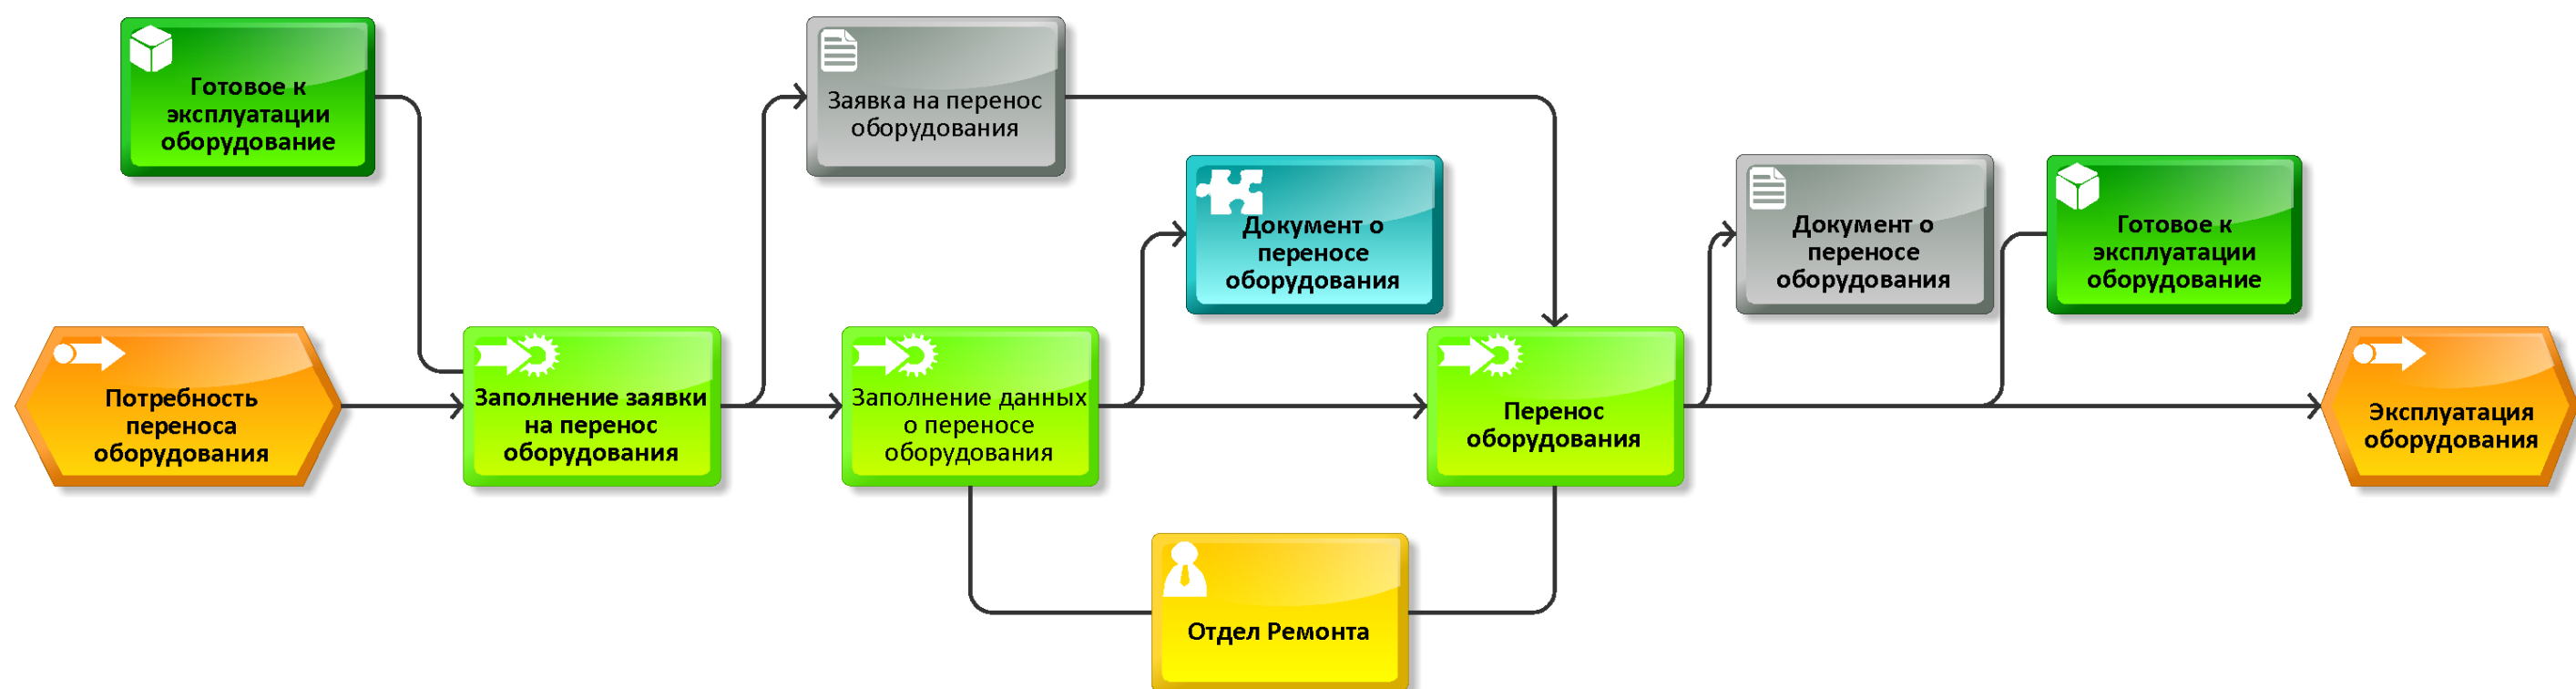 Готовое к
эксплуатации
оборудование
Заявка на перенос
оборудования
Документ о
переносе
оборудования
Документ о
переносе
оборудования
Готовое к
эксплуатации
оборудование
Потребность
переноса
оборудования
Заполнение заявки
на перенос
оборудования
Заполнение данных
о переносе
оборудования
Перенос
оборудования
Эксплуатация
оборудования
Отдел Ремонта